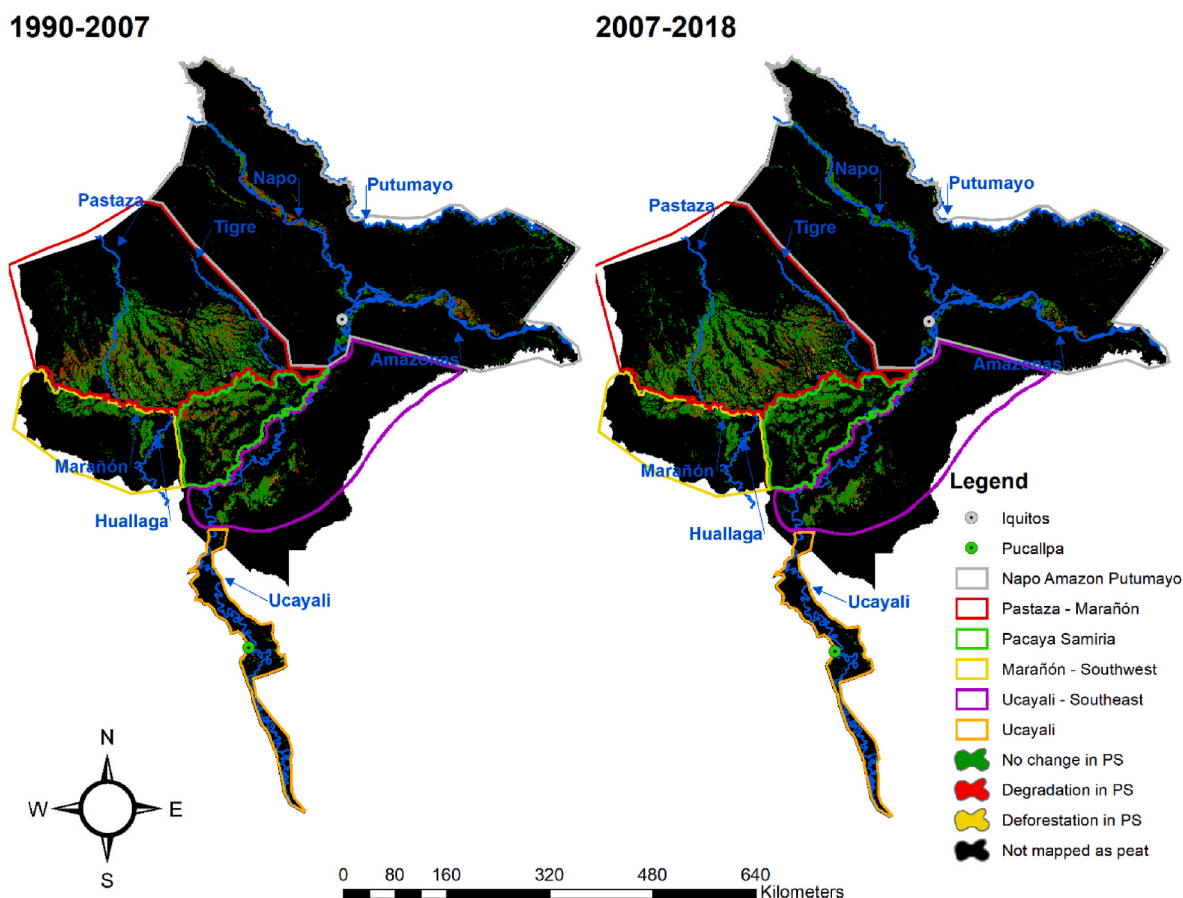 1990-2007
Napo
Putumayo
Pastaza
Tigre
Amazonas
Marañón
Huallaga
Ucayali
N
W
E
S
2007-2018
Napo
Putumayo
Pastaza
Tigre
Amazonas
Marañón
Huallaga
Ucayali
Legend
Iquitos
Pucallpa
Napo Amazon Putumayo
Pastaza - Marañón
Pacaya Samiria
Marañón - Southwest
Ucayali - Southeast
Ucayali
No change in PS
Degradation in PS
Deforestation in PS
Not mapped as peat
0 80 160 320 480 640
Kilometers